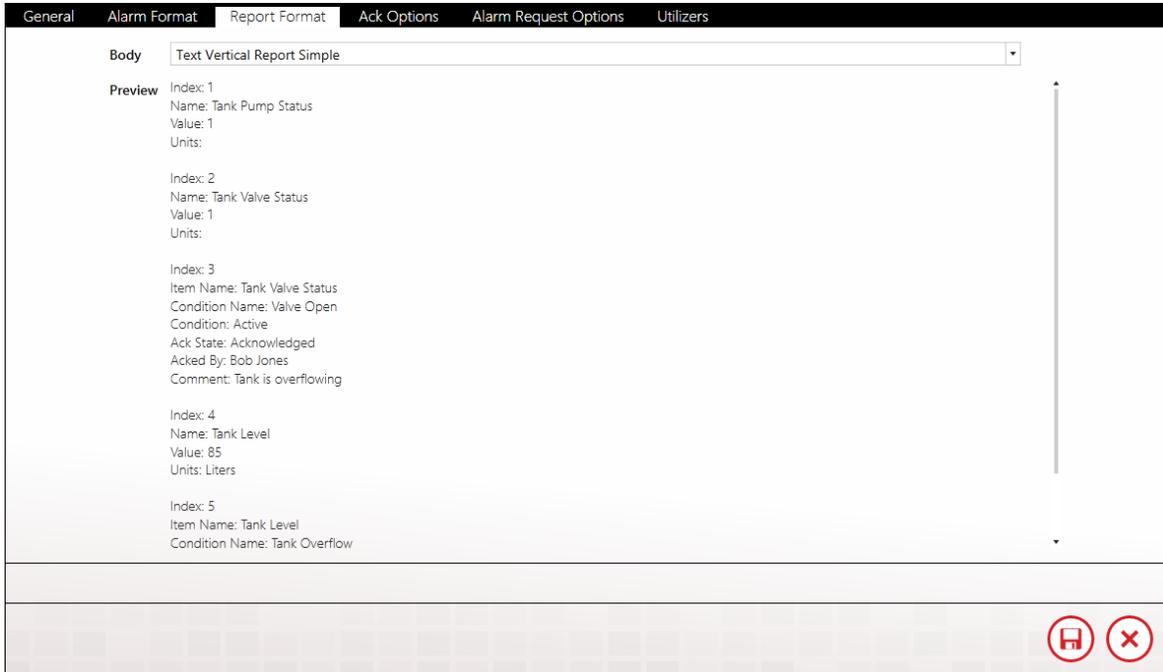 General Alarm Format Report Format Ack Options Alarm Request Options Utilizers
Body Text Vertical Report Simple
Preview Index: 1
Name: Tank Pump Status
Value: 1
Units:
Index: 2
Name: Tank Valve Status
Value: 1
Units:
Index: 3
Item Name: Tank Valve Status
Condition Name: Valve Open
Condition: Active
Ack State: Acknowledged
Acked By: Bob Jones
Comment: Tank is overflowing
Index: 4
Name: Tank Level
Value: 85
Units: Liters
Index: 5
Item Name: Tank Level
Condition Name: Tank Overflow